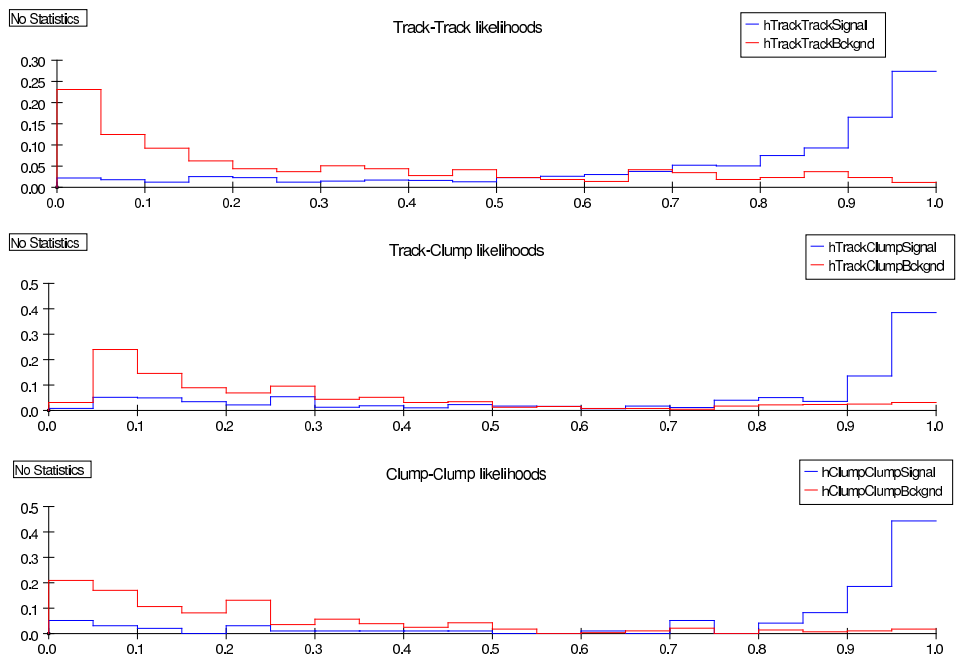 No Statistics
Track-Track likelihoods
hTrackTrackSignal
hTrackTrackBckgnd
0.30
0.25
0.20
0.15
0.10
0.05
0.00
0.0 0.1 0.2 0.3 0.4 0.5 0.6 0.7 0.8 0.9 1.0
No Statistics
Track-Clump likelihoods
hTrackClumpSignal
hTrackClumpBckgnd
0.5
0.4
0.3
0.2
0.1
0.0
0.0 0.1 0.2 0.3 0.4 0.5 0.6 0.7 0.8 0.9 1.0
No Statistics
Clump-Clump likelihoods
hClumpClumpSignal
hClumpClumpBckgnd
0.5
0.4
0.3
0.2
0.1
0.0
0.0 0.1 0.2 0.3 0.4 0.5 0.6 0.7 0.8 0.9 1.0